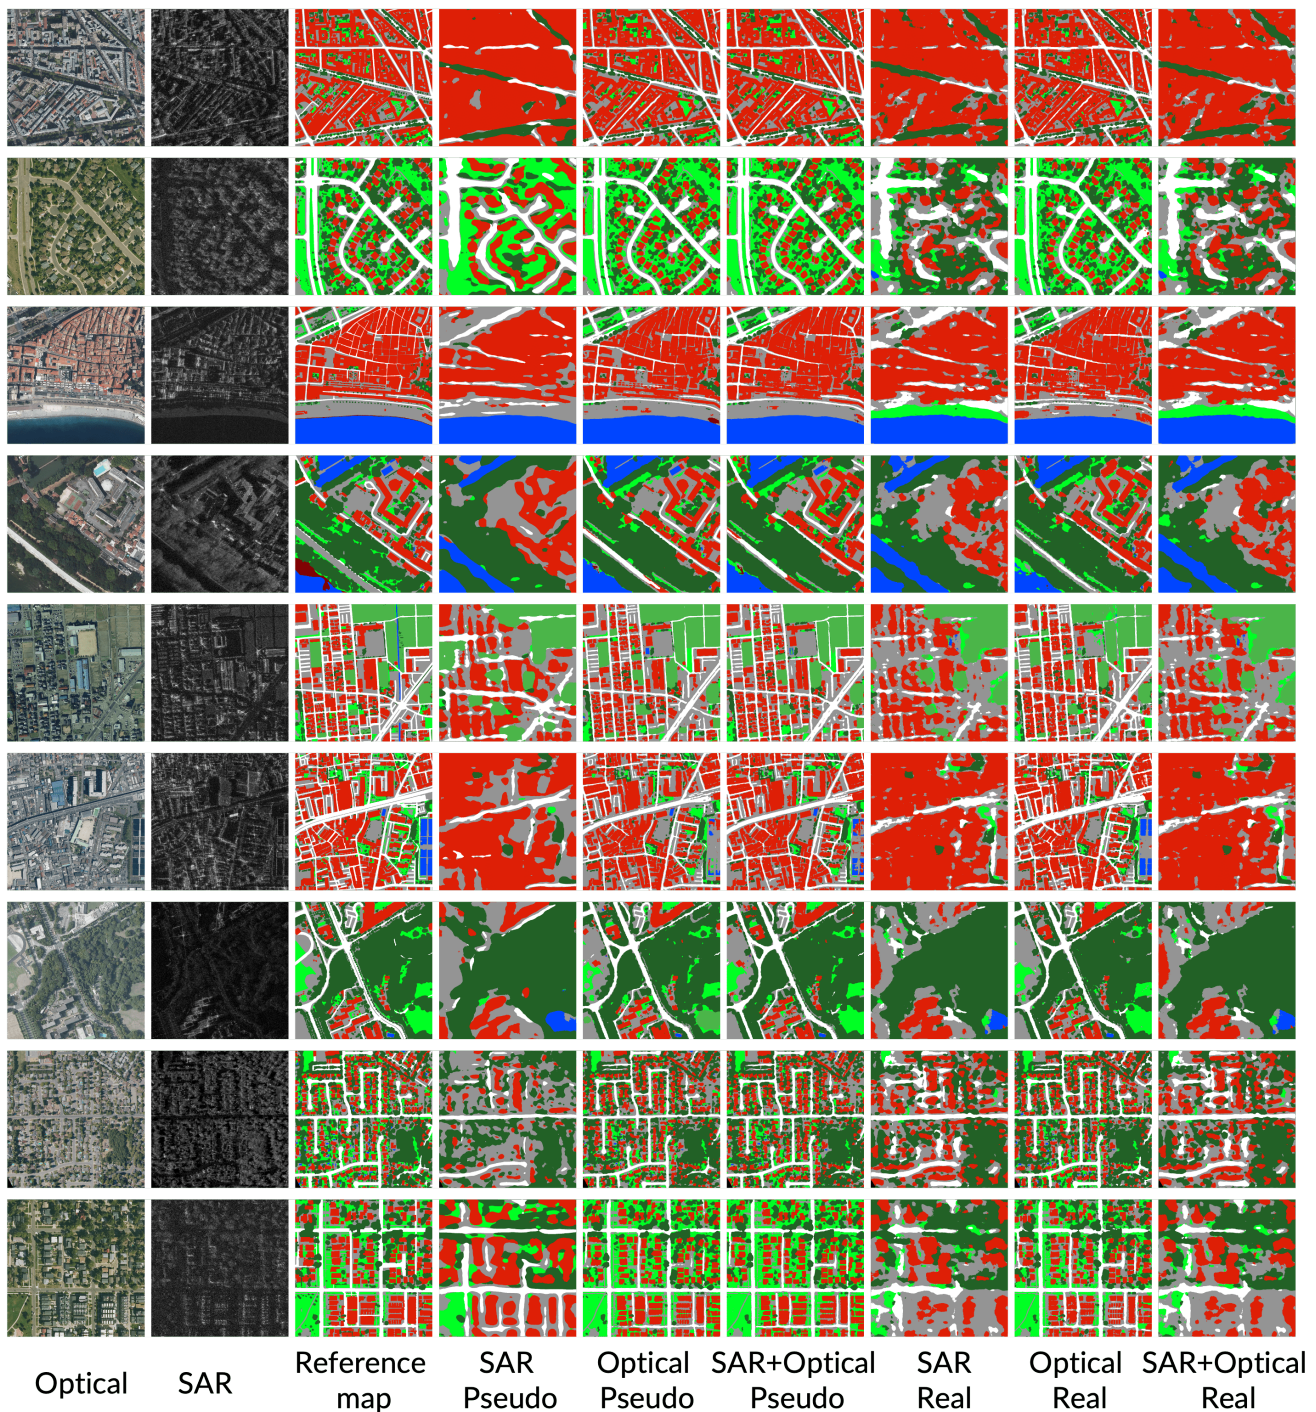 Optical
SAR
Reference
map
SAR
Pseudo
Optical
Pseudo
SAR+Optical
Pseudo
SAR
Real
Optical
Real
SAR+Optical
Real